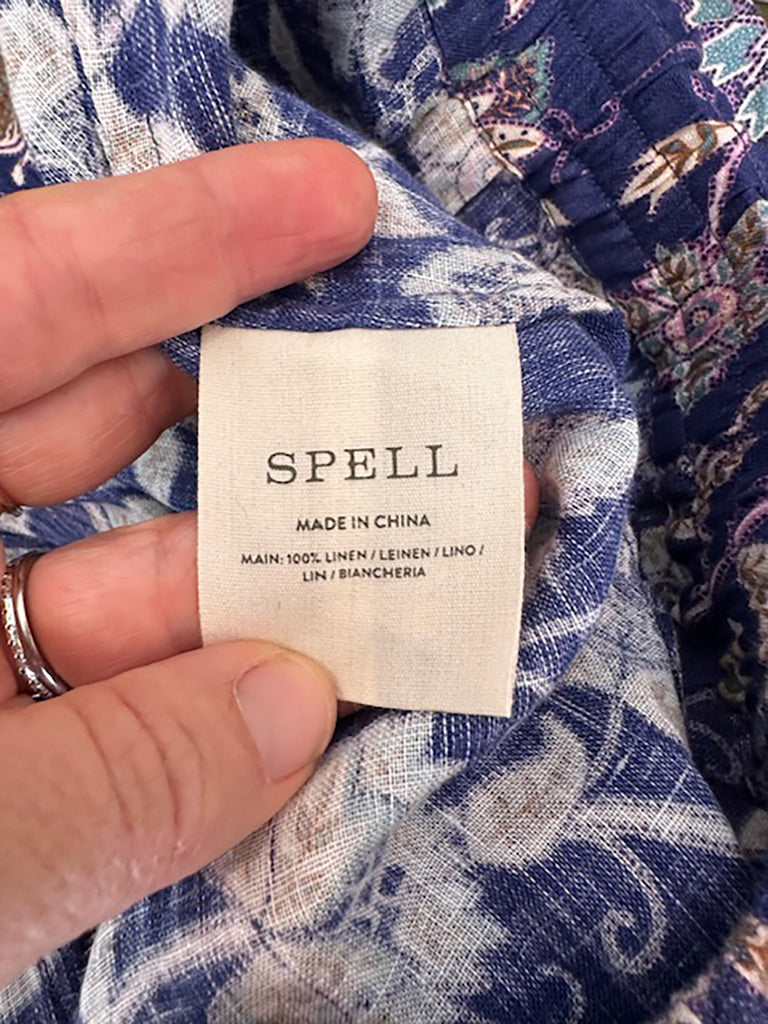 SPELL
MADE IN CHINA
MAIN: 100% LINEN / LEINEN / LINO /
LIN / BIANCHERIA